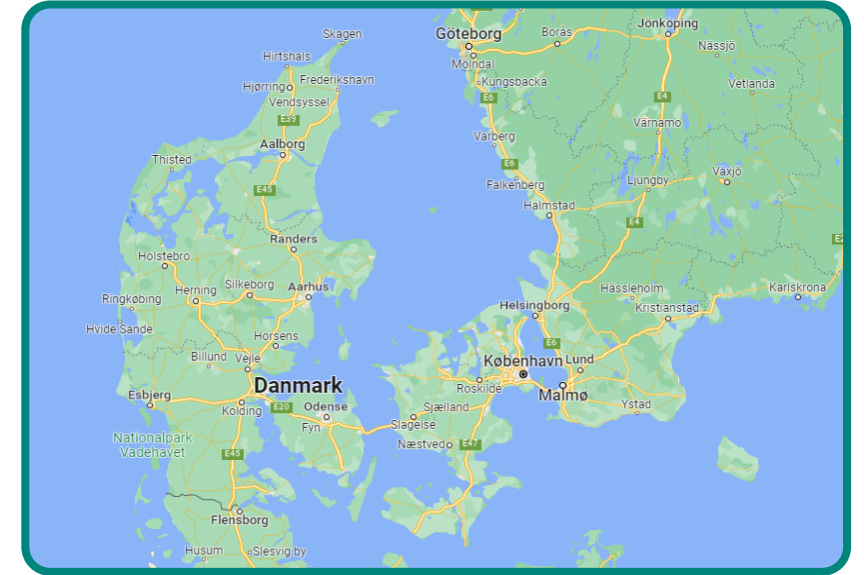 Skagen
Göteborg
Borås
Jönköping
Nässjö
Hirtshals
Mölndal
Hjørring
Frederikshavn
Kungsbacka
Vetlanda
Vendsyssel
E6
E4
E39
Värnamo
Aalborg
Varberg
Thisted
E6
Växjö
E45
Falkenberg
Ljungby
Halmstad
E4
Randers
Holstebro
Silkeborg
Aarhus
Herning
Hässleholm
Karlskrona
Ringkøbing
Helsingborg
Kristianstad
Hvide Sande
Horsens
E6
Billund
Vejle
København
Lund
Danmark
Roskilde
Esbjerg
Malmø
Kolding
E20
Odense
Sjælland
Ystad
Fyn
Slagelse
Nationalpark
Vadehavet
Næstved
E47
E45
Flensborg
Husum
Slesvig by